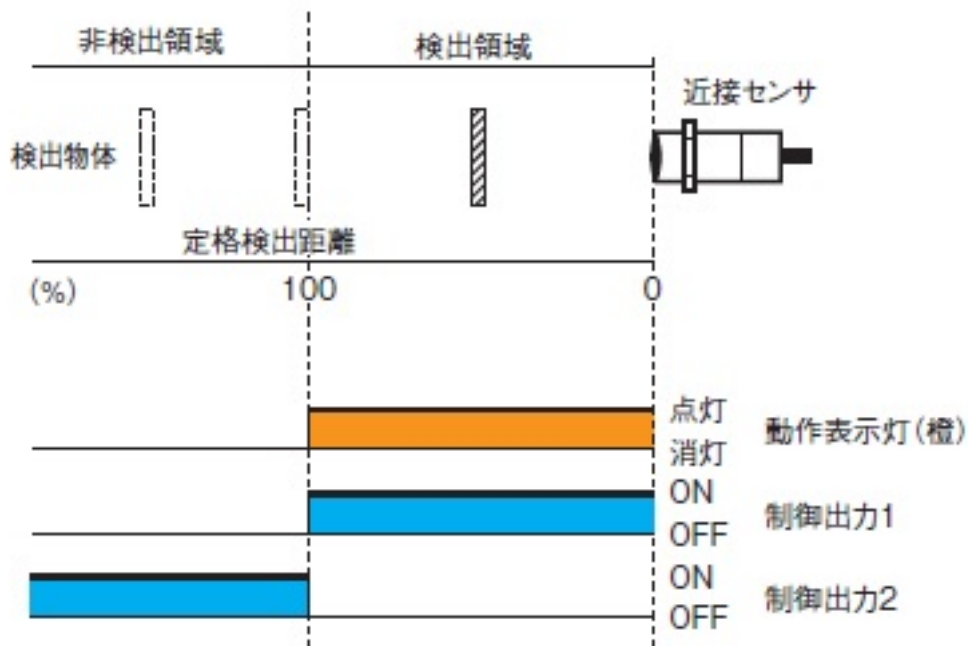 非検出領域
検出領域
近接センサ
検出物体
定格検出距離
(%)
100
0
点灯
消灯
動作表示灯(橙)
ON
OFF
制御出力1
ON
OFF
制御出力2